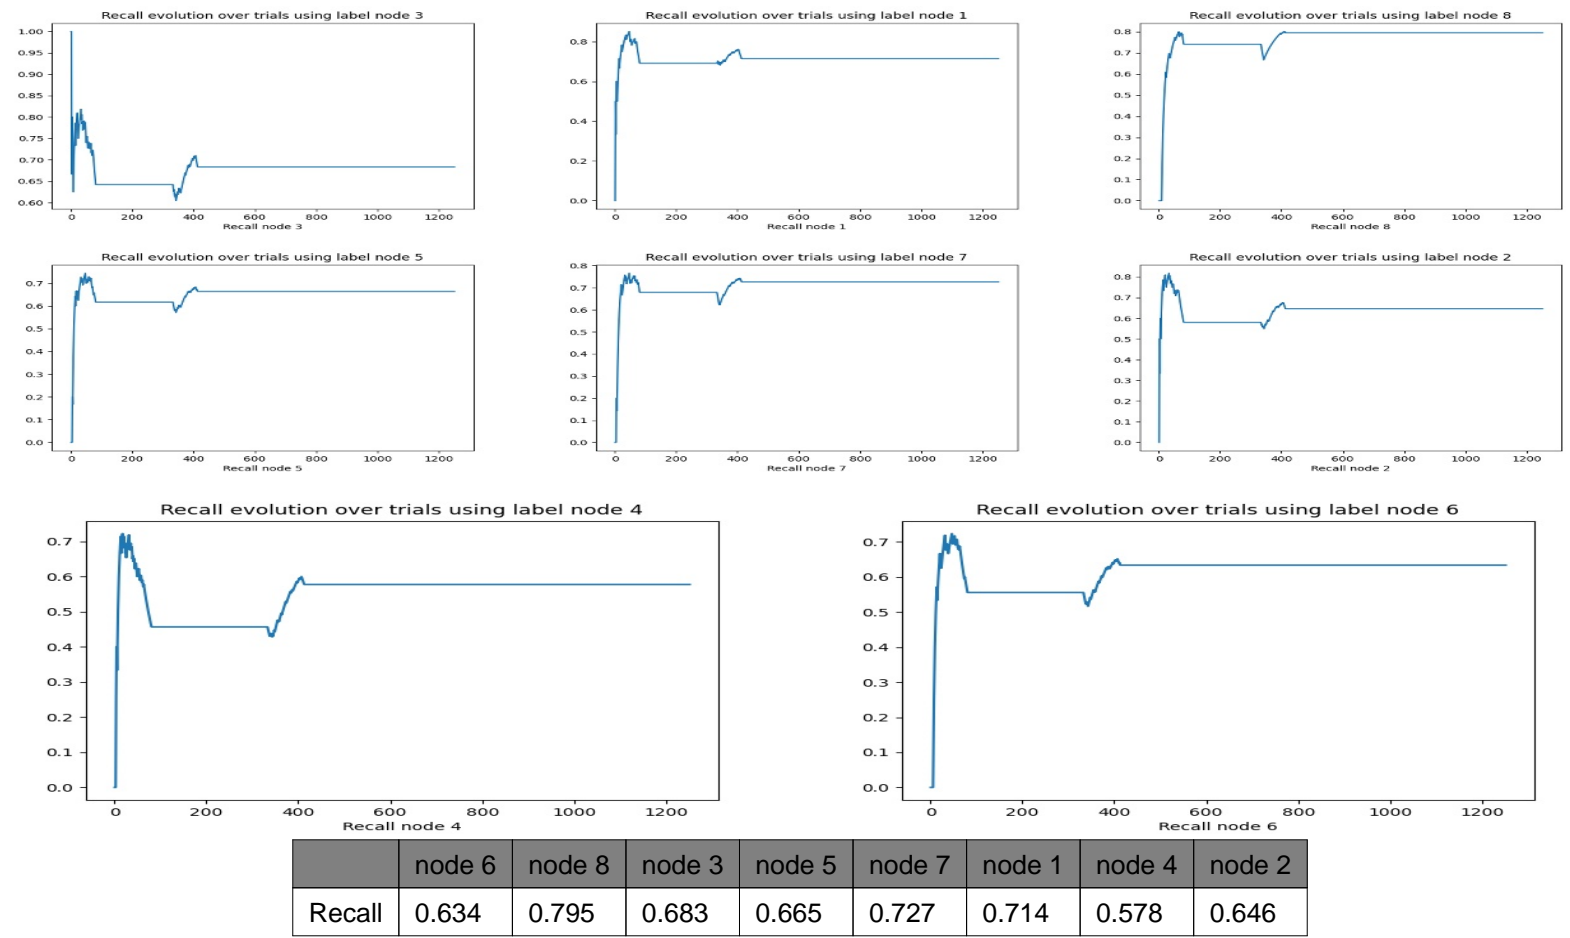 Recall evolution over trials using label node 3
1.00
0.95
0.90
0.85
0.80
0.75
0.70
0.65
0.60
0 200 400 600 800 1000 1200
Recall node 3
Recall evolution over trials using label node 1
0.8
0.6
0.4
0.2
0.0
0 200 400 600 800 1000 1200
Recall node 1
Recall evolution over trials using label node 8
0.8
0.7
0.6
0.5
0.4
0.3
0.2
0.1
0.0
0 200 400 600 800 1000 1200
Recall node 8
Recall evolution over trials using label node 5
0.7
0.6
0.5
0.4
0.3
0.2
0.1
0.0
0 200 400 600 800 1000 1200
Recall node 5
Recall evolution over trials using label node 7
0.8
0.7
0.6
0.5
0.4
0.3
0.2
0.1
0.0
0 200 400 600 800 1000 1200
Recall node 7
Recall evolution over trials using label node 2
0.8
0.7
0.6
0.5
0.4
0.3
0.2
0.1
0.0
0 200 400 600 800 1000 1200
Recall node 2
Recall evolution over trials using label node 4
0.7
0.6
0.5
0.4
0.3
0.2
0.1
0.0
0 200 400 600 800 1000 1200
Recall node 4
Recall evolution over trials using label node 6
0.7
0.6
0.5
0.4
0.3
0.2
0.1
0.0
0 200 400 600 800 1000 1200
Recall node 6
node 6 node 8 node 3 node 5 node 7 node 1 node 4 node 2
Recall 0.634 0.795 0.683 0.665 0.727 0.714 0.578 0.646